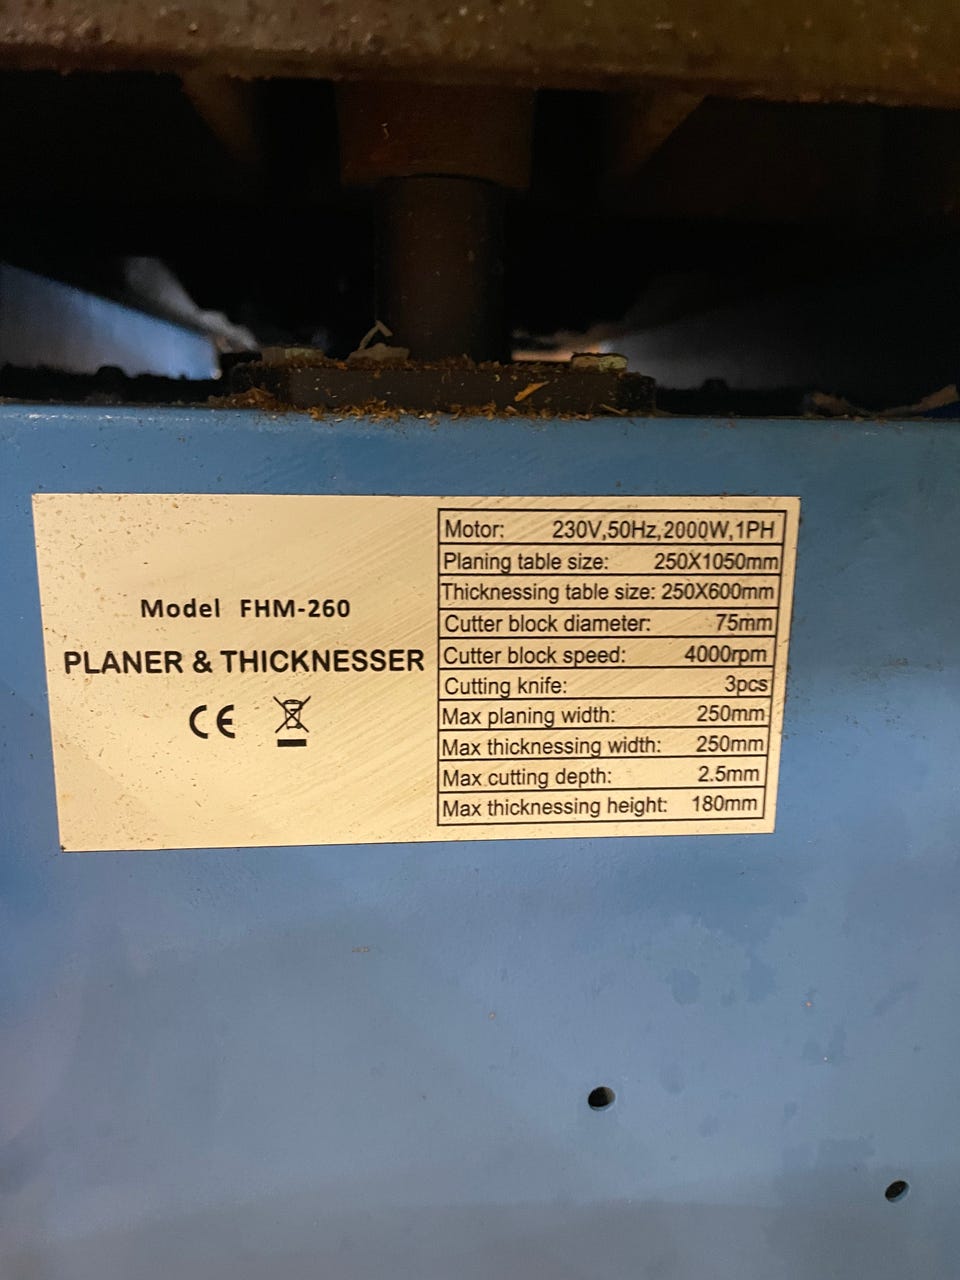 Model FHM-260
PLANER & THICKNESSER
CE
Motor: 230V,50Hz,2000W,1PH
Planing table size: 250X1050mm
Thicknessing table size: 250X600mm
Cutter block diameter: 75mm
Cutter block speed: 4000rpm
Cutting knife: 3pcs
Max planing width: 250mm
Max thicknessing width: 250mm
Max cutting depth: 2.5mm
Max thicknessing height: 180mm